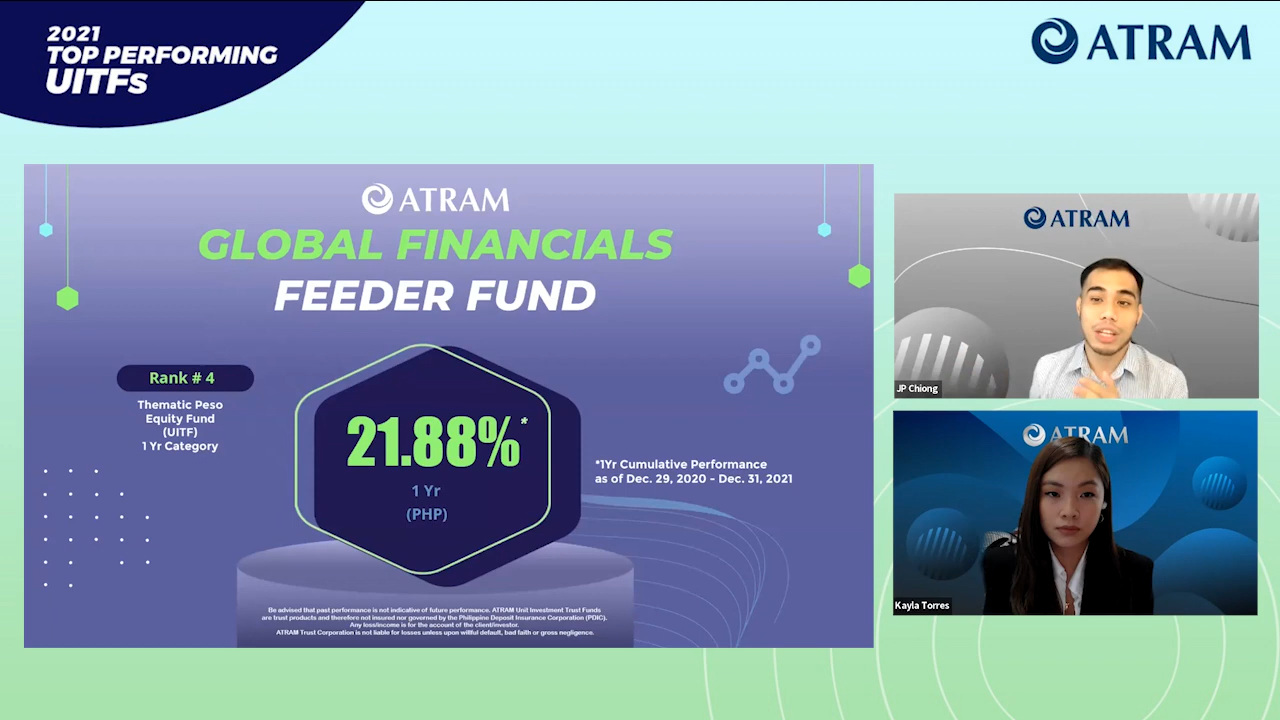 2021
TOP PERFORMING
UITFs
ATRAM
ATRAM
GLOBAL FINANCIALS
FEEDER FUND
Rank # 4
Thematic Peso
Equity Fund
(UITF)
1 Yr Category
21.88%*
1 Yr
(PHP)
*1Yr Cumulative Performance
as of Dec. 29, 2020 - Dec. 31, 2021
Be advised that past performance is not indicative of future performance. ATRAM Unit Investment Trust Funds
are trust products and therefore not insured nor governed by the Philippine Deposit Insurance Corporation (PDIC).
Any loss/income is for the account of the client/investor.
ATRAM Trust Corporation is not liable for losses unless upon willful default, bad faith or gross negligence.
ATRAM
JP Chiong
ATRAM
Kayla Torres